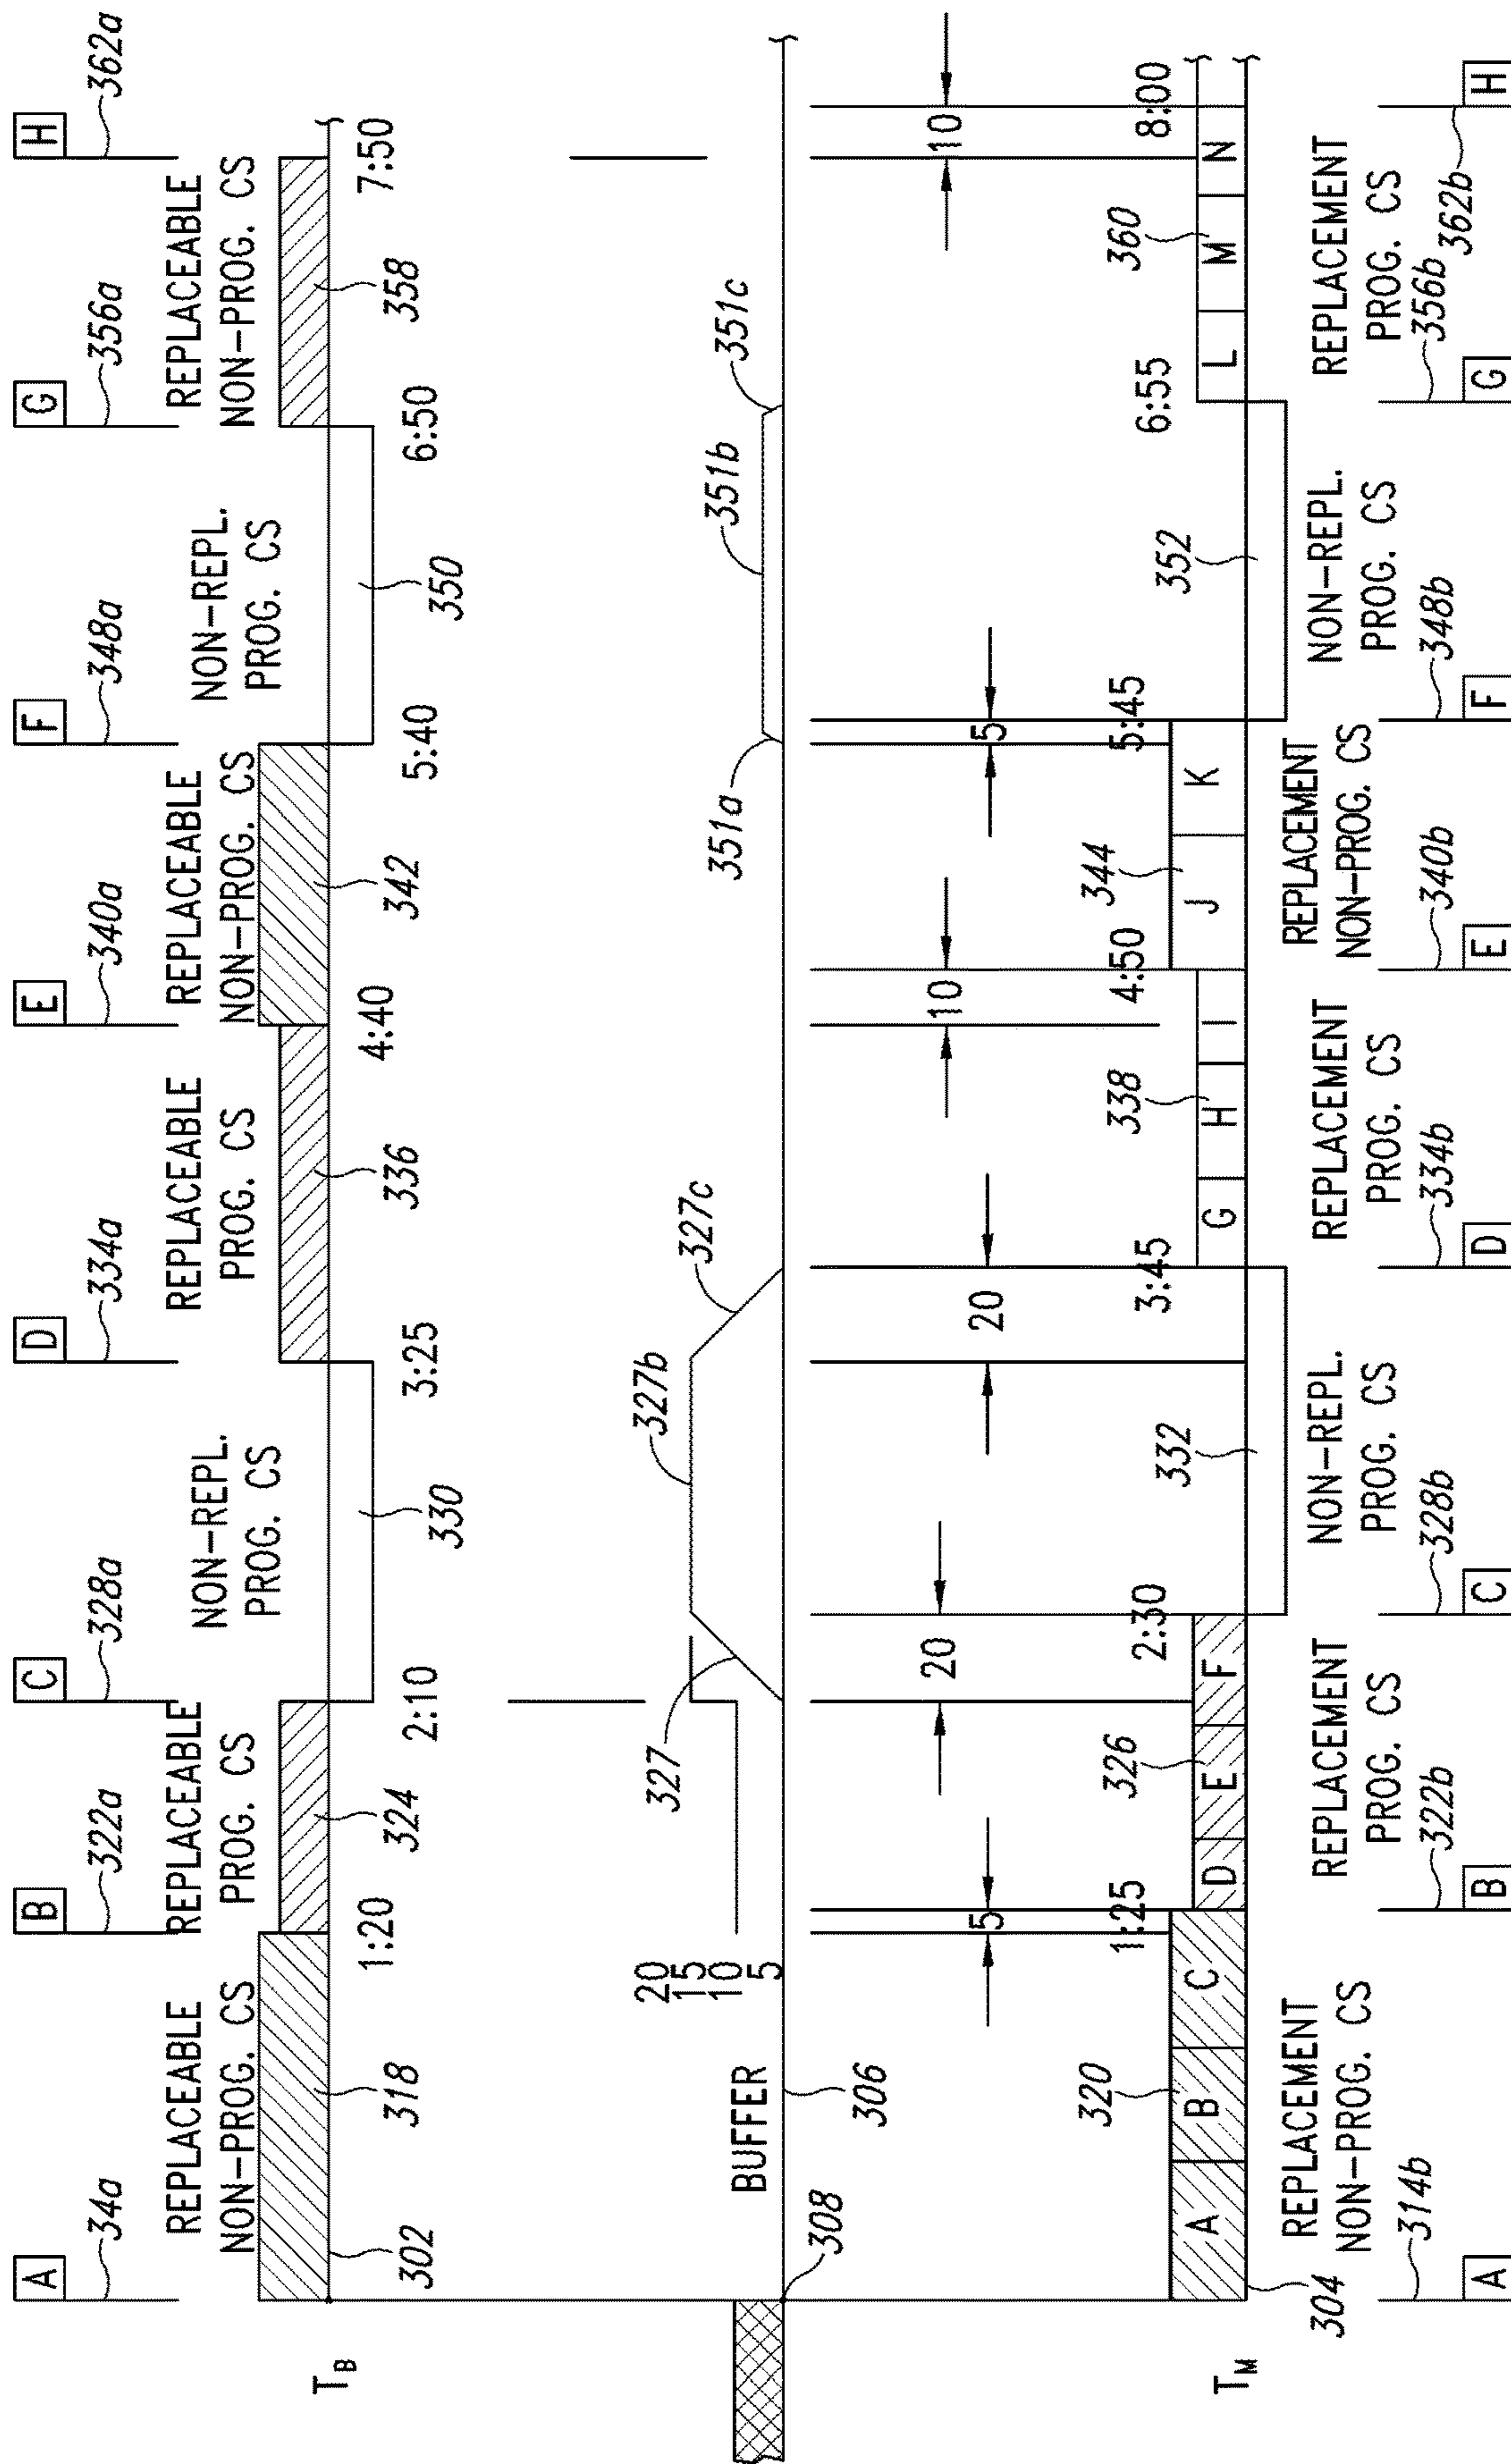 A
34a
B
322a
C
328a
D
334a
E
340a
F
348a
G
356a
H
362a
REPLACEABLE
NON-PROG. CS
REPLACEABLE
PROG. CS
NON-REPL.
PROG. CS
REPLACEABLE
PROG. CS
REPLACEABLE
NON-PROG. CS
NON-REPL.
PROG. CS
REPLACEABLE
NON-PROG. CS
TB
302
318
1:20
324
2:10
330
3:25
336
4:40
342
5:40
350
6:50
358
7:50
BUFFER
20
15
10
5
327
327b
327c
351a
351b
351c
308
306
5
20
20
10
5
10
320
1:25
326
2:30
332
3:45
338
4:50
344
5:45
352
6:55
360
8:00
TM
A
B
C
D
E
F
G
H
I
J
K
L
M
N
304
REPLACEMENT
NON-PROG. CS
REPLACEMENT
PROG. CS
NON-REPL.
PROG. CS
REPLACEMENT
PROG. CS
REPLACEMENT
NON-PROG. CS
NON-REPL.
PROG. CS
REPLACEMENT
PROG. CS
314b
322b
328b
334b
340b
348b
356b
362b
A
B
C
D
E
F
G
H